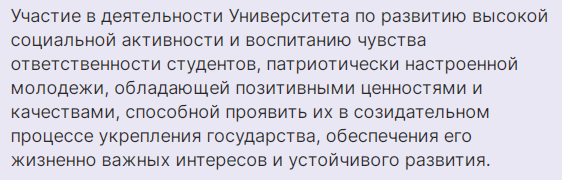 Участие в деятельности Университета по развитию высокой
социальной активности и воспитанию чувства
ответственности студентов, патриотически настроенной
молодежи, обладающей позитивными ценностями и
качествами, способной проявить их в созидательном
процессе укрепления государства, обеспечения его
жизненно важных интересов и устойчивого развития.